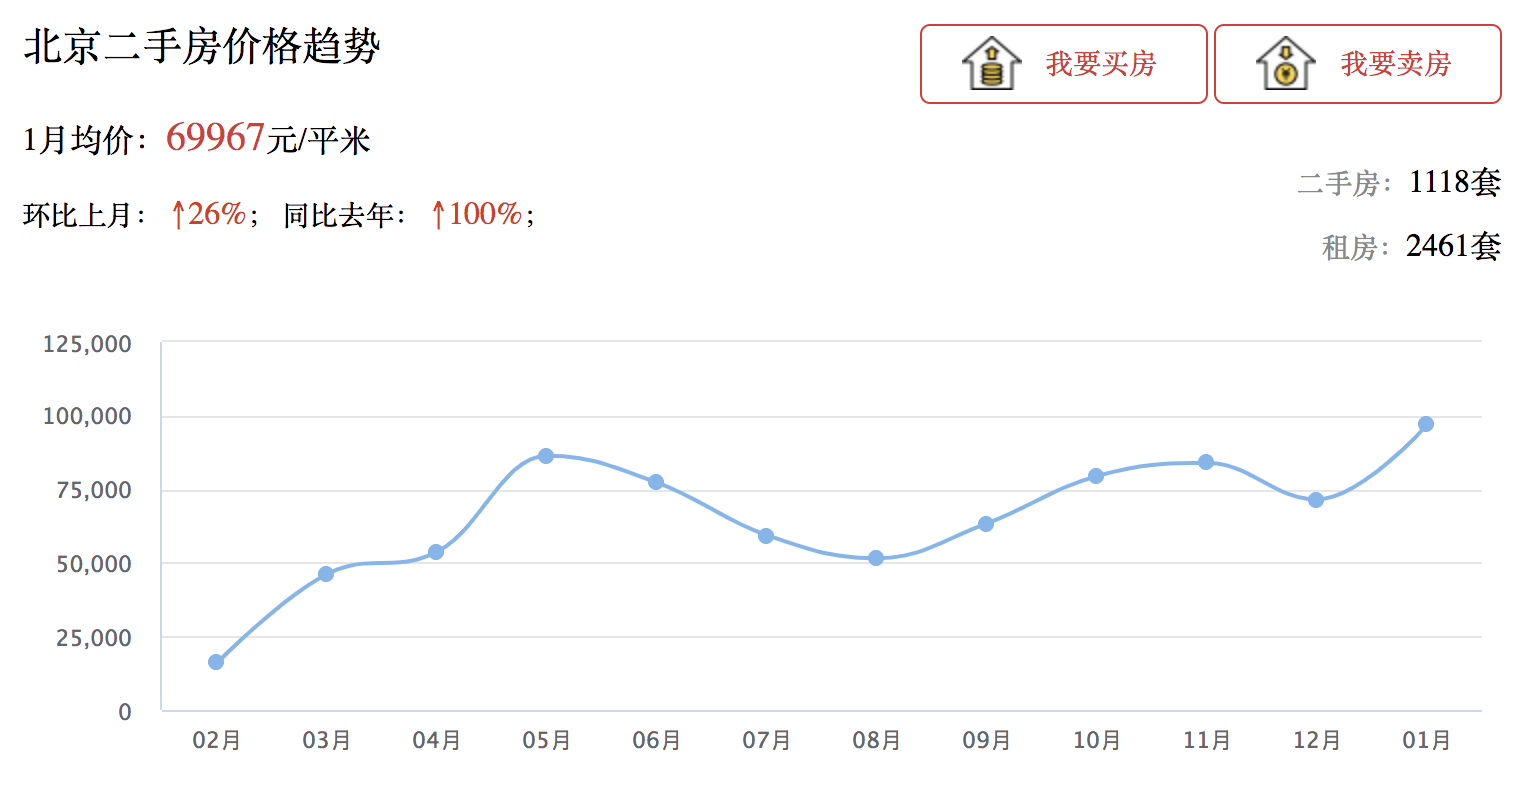 北京二手房价格趋势
我要买房
我要卖房
1月均价：69967元/平米
二手房：1118套
环比上月：↑26%； 同比去年：↑100%；
租房：2461套
125,000
100,000
75,000
50,000
25,000
0
02月 03月 04月 05月 06月 07月 08月 09月 10月 11月 12月 01月